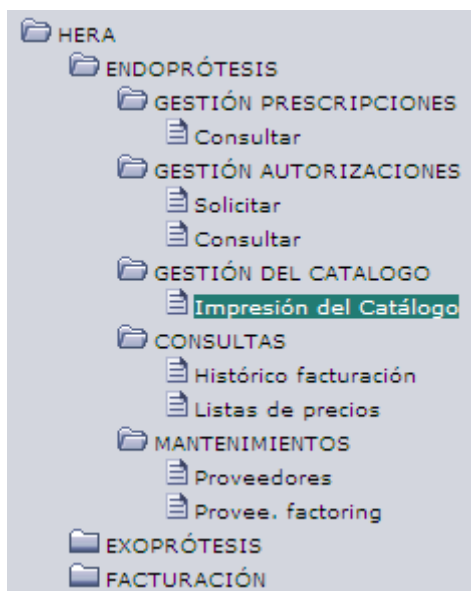 HERA
ENDOPRÓTESIS
GESTIÓN PRESCRIPCIONES
Consultar
GESTIÓN AUTORIZACIONES
Solicitar
Consultar
GESTIÓN DEL CATALOGO
Impresión del Catálogo
CONSULTAS
Histórico facturación
Listas de precios
MANTENIMIENTOS
Proveedores
Provee. factoring
EXOPRÓTESIS
FACTURACIÓN